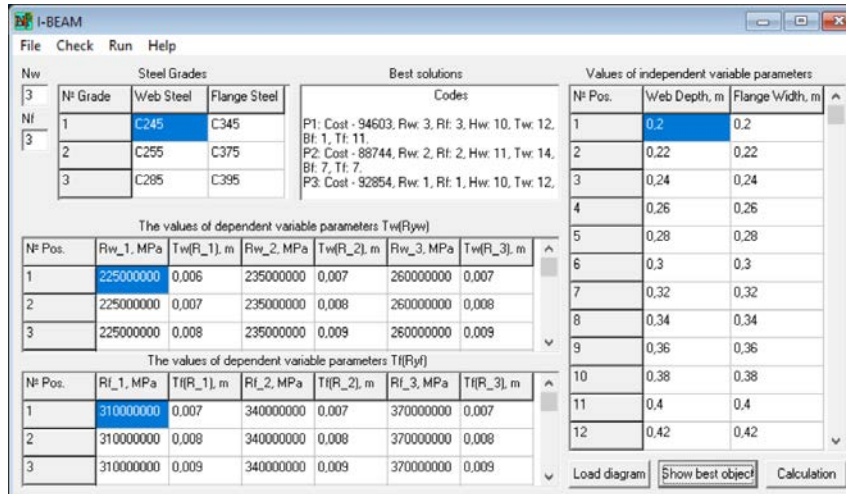 I-BEAM
File Check Run Help
Nw Steel Grades Best solutions Values of independent variable parameters
3
Nf
3
Nº Grade Web Steel Flange Steel
1 C245 C345
2 C255 C375
3 C285 C395
Codes
P1: Cost - 94603, Rw: 3, Rf: 3, Hw: 10, Tw: 12,
Bf: 1, Tf: 11.
P2: Cost - 88744, Rw: 2, Rf: 2, Hw: 11, Tw: 14,
Bf: 7, Tf: 7.
P3: Cost - 92854, Rw: 1, Rf: 1, Hw: 10, Tw: 12,
Nº Pos. Web Depth, m Flange Width, m
1 0,2 0,2
2 0,22 0,22
3 0,24 0,24
4 0,26 0,26
5 0,28 0,28
6 0,3 0,3
7 0,32 0,32
8 0,34 0,34
9 0,36 0,36
10 0,38 0,38
11 0,4 0,4
12 0,42 0,42
The values of dependent variable parameters Tw(Ryw)
Nº Pos. Rw_1, MPa Tw(R_1), m Rw_2, MPa Tw(R_2), m Rw_3, MPa Tw(R_3), m
1 225000000 0,006 235000000 0,007 260000000 0,007
2 225000000 0,007 235000000 0,008 260000000 0,008
3 225000000 0,008 235000000 0,009 260000000 0,009
The values of dependent variable parameters Tf(Ryf)
Nº Pos. Rf_1, MPa Tf(R_1), m Rf_2, MPa Tf(R_2), m Rf_3, MPa Tf(R_3), m
1 310000000 0,007 340000000 0,007 370000000 0,007
2 310000000 0,008 340000000 0,008 370000000 0,008
3 310000000 0,009 340000000 0,009 370000000 0,009
Load diagram Show best object Calculation